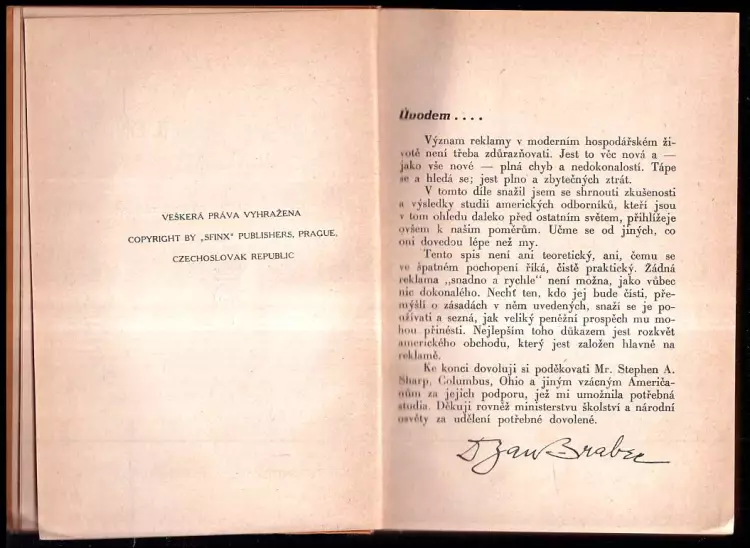 VEŠKERÁ PRÁVA VYHRAŽENA
COPYRIGHT BY „SFINX" PUBLISHERS, PRAGUE,
CZECHOSLOVAK REPUBLIC
Úvodem . . . .
Význam reklamy v moderním hospodářském ži-
votě není třeba zdůrazňovati. Jest to věc nová a —
jako vše nové — plná chyb a nedokonalostí. Tápe
se a hledá se; jest plno a zbytečných ztrát.
V tomto díle snažil jsem se shrnouti zkušenosti
a výsledky studií amerických odborníků, kteří jsou
v tom ohledu daleko před ostatním světem, přihlížeje
ovšem k našim poměrům. Učme se od jiných, co
oni dovedou lépe než my.
Tento spis není ani teoretický, ani, čemu se
ve špatném pochopení říká, čistě praktický. Žádná
reklama „snadno a rychle" není možna, jako vůbec
nic dokonalého. Nechť ten, kdo jej bude čísti, pře-
mýšlí o zásadách v něm uvedených, snaží se je po-
užívati a sezná, jak veliký peněžní prospěch mu mo-
hou přinésti. Nejlepším toho důkazem jest rozkvět
amerického obchodu, který jest založen hlavně na
reklamě.
Ke konci dovoluji si poděkovati Mr. Stephen A.
Sharp, Columbus, Ohio a jiným vzácným Američa-
nům za jejich podporu, jež mi umožnila potřebná
studia. Děkuji rovněž ministerstvu školství a národní
osvěty za udělení potřebné dovolené.
D<sup>r</sup> Jan Brabec